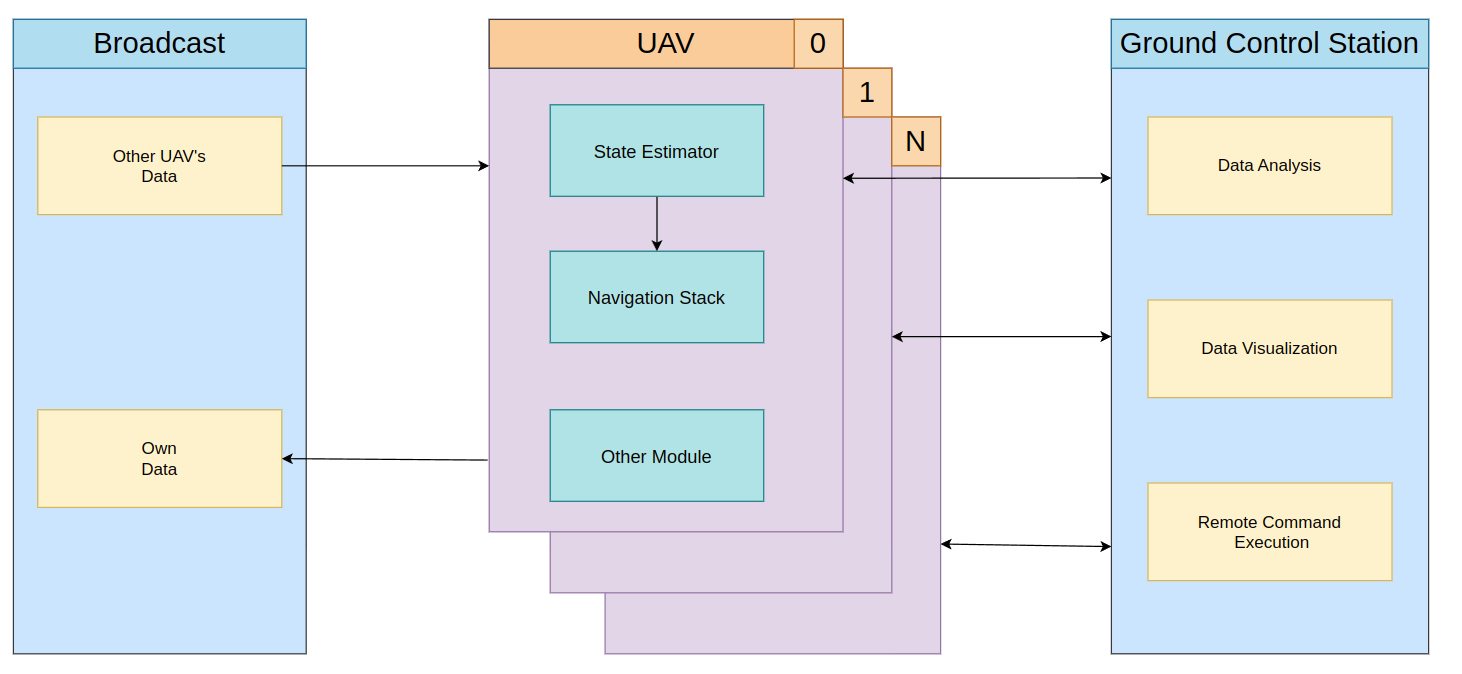 Broadcast
Other UAV's
Data
Own
Data
UAV
0
1
N
State Estimator
Navigation Stack
Other Module
Ground Control Station
Data Analysis
Data Visualization
Remote Command
Execution